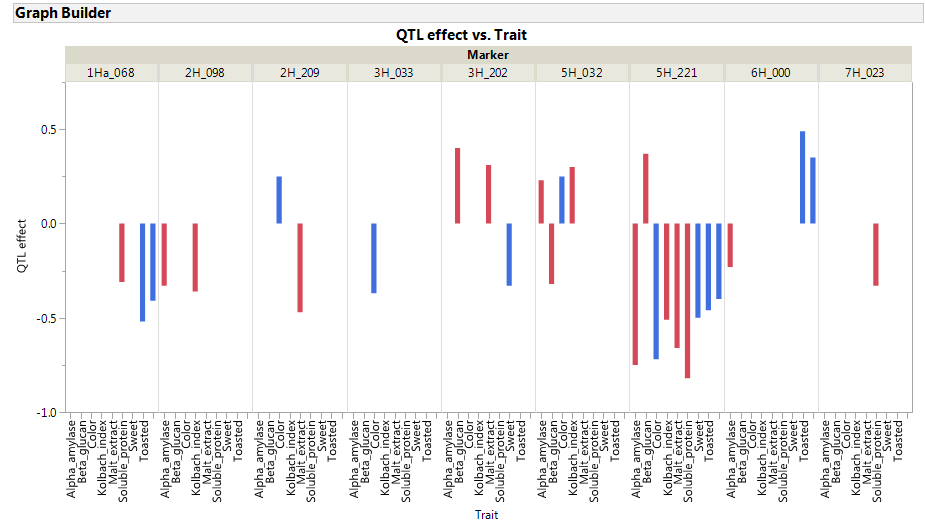 Graph Builder
QTL effect vs. Trait
Marker
1Ha_068 2H_098 2H_209 3H_033 3H_202 5H_032 5H_221 6H_000 7H_023
QTL effect
0.5
0.0
-0.5
-1.0
Alpha_amylase Beta_glucan Color Kolbach_index Malt_extract Soluble_protein Sweet Toasted
Alpha_amylase Beta_glucan Color Kolbach_index Malt_extract Soluble_protein Sweet Toasted
Alpha_amylase Beta_glucan Color Kolbach_index Malt_extract Soluble_protein Sweet Toasted
Alpha_amylase Beta_glucan Color Kolbach_index Malt_extract Soluble_protein Sweet Toasted
Alpha_amylase Beta_glucan Color Kolbach_index Malt_extract Soluble_protein Sweet Toasted
Alpha_amylase Beta_glucan Color Kolbach_index Malt_extract Soluble_protein Sweet Toasted
Alpha_amylase Beta_glucan Color Kolbach_index Malt_extract Soluble_protein Sweet Toasted
Alpha_amylase Beta_glucan Color Kolbach_index Malt_extract Soluble_protein Sweet Toasted
Alpha_amylase Beta_glucan Color Kolbach_index Malt_extract Soluble_protein Sweet Toasted
Trait